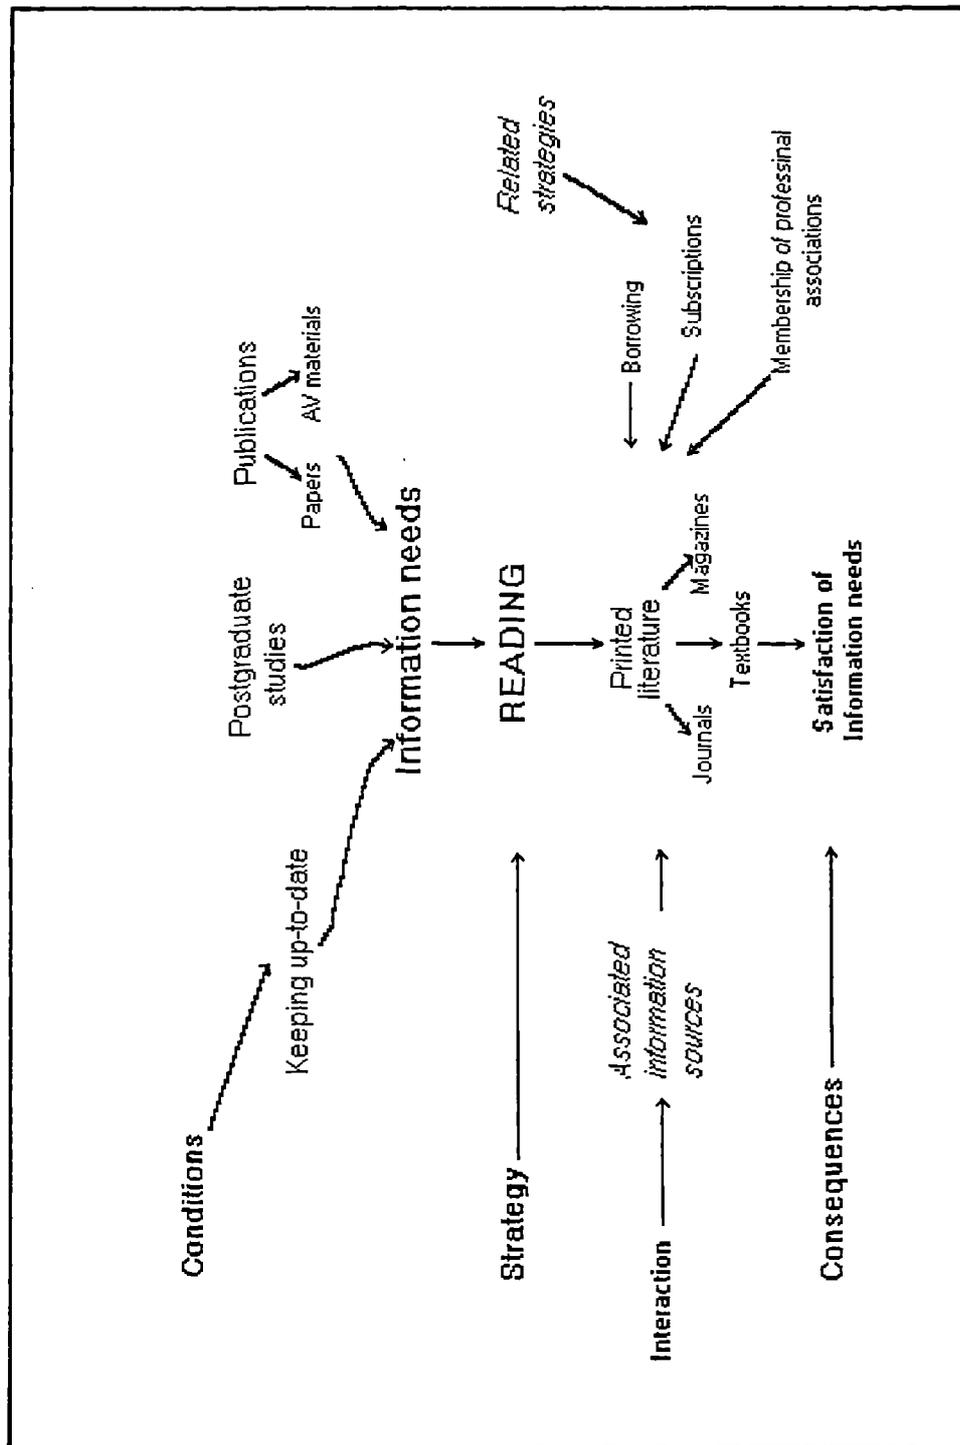 Conditions
Keeping up-to-date
Postgraduate
studies
Publications
Papers
AV materials
Information needs
Strategy
READING
Related
strategies
Interaction
Associated
information
sources
Printed
literature
Journals
Textbooks
Magazines
Borrowing
Subscriptions
Membership of professinal
associations
Consequences
Satisfaction of
Information needs